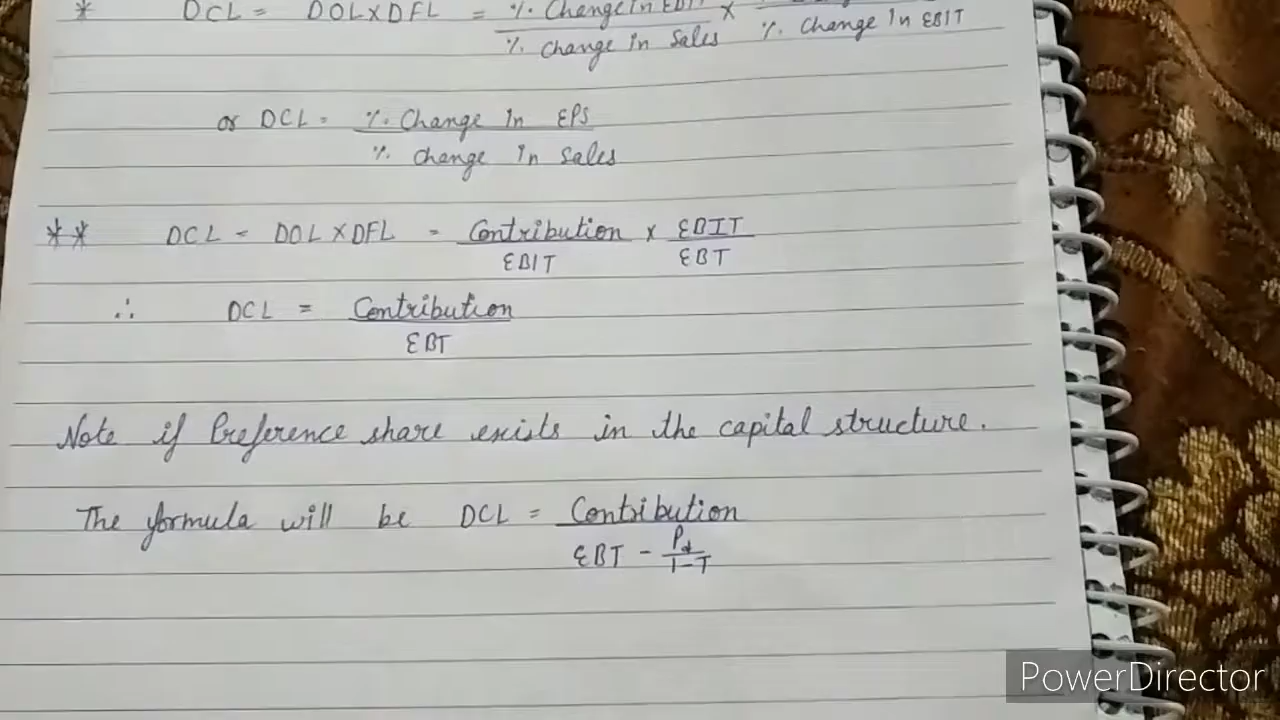 * DCL = DOL X DFL = %. Change in EBIT X
%. Change in Sales %. Change in EBIT
or DCL = %. Change in EPS
%. Change in Sales
** DCL = DOL X DFL = Contribution X EBIT
EBIT EBT
∴ DCL = Contribution
EBT
Note if Preference share exists in the capital structure.
The formula will be DCL = Contribution
EBT - Pd
1-T
PowerDirector